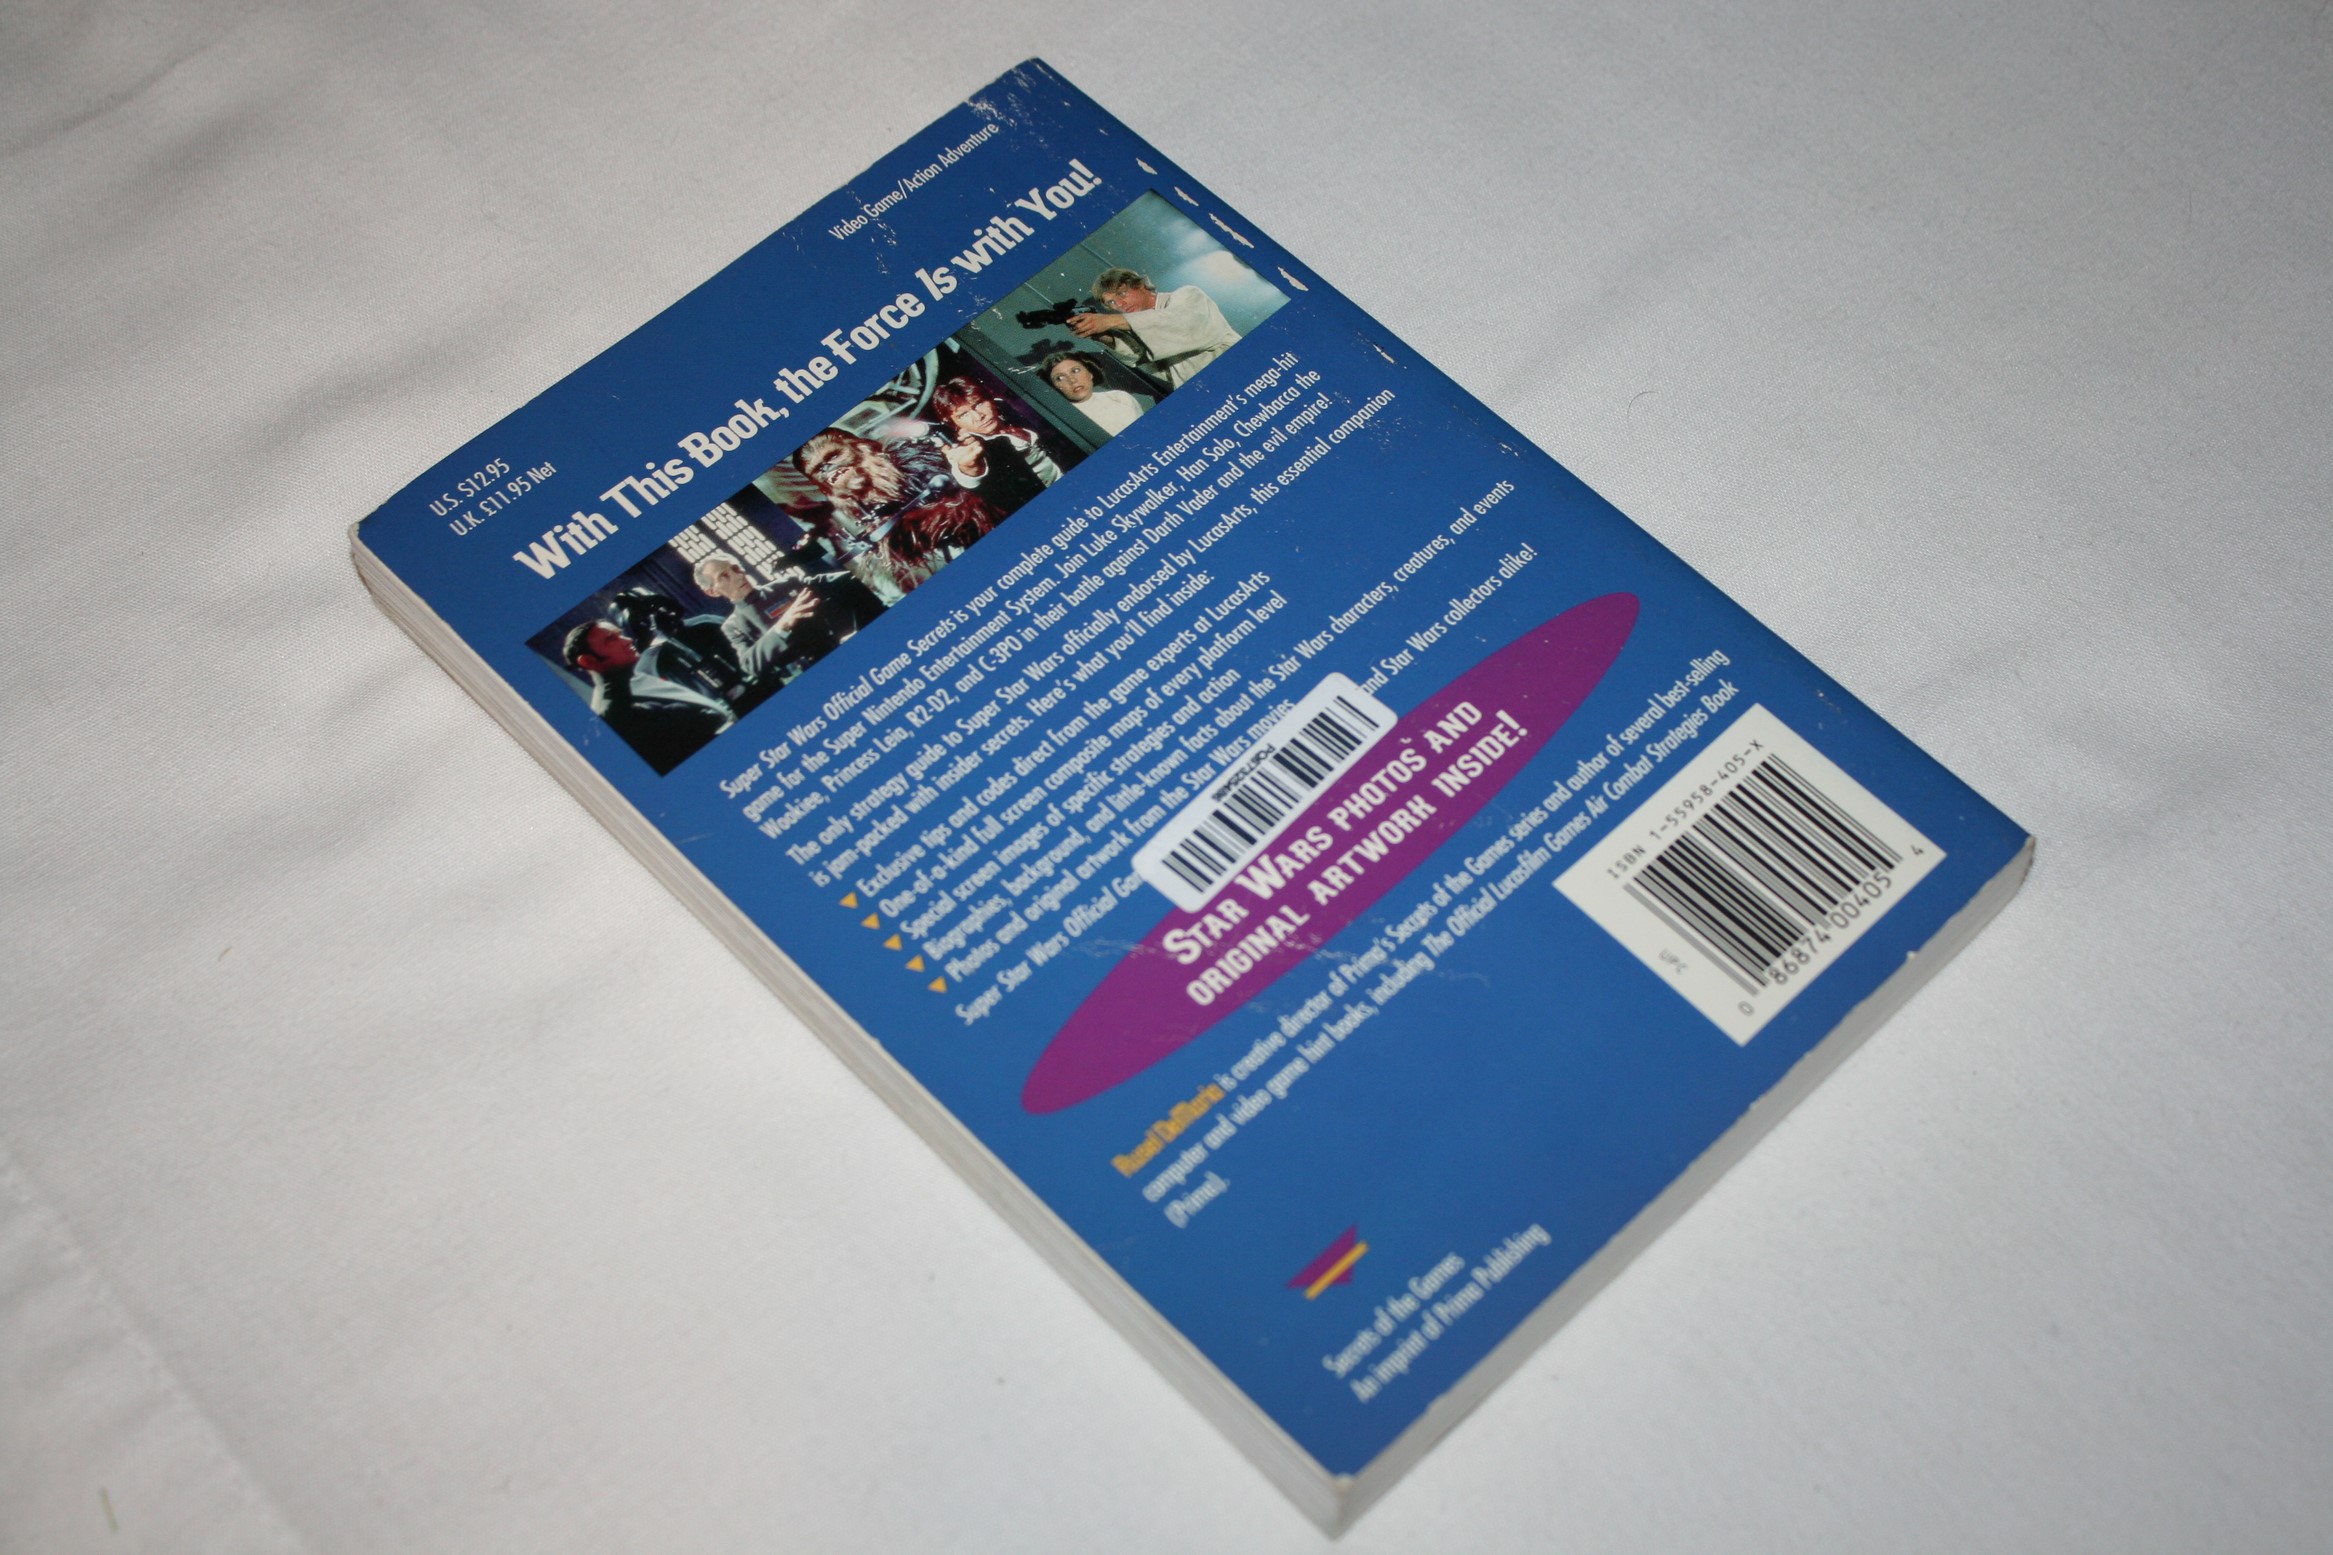 U.S. $12.95
U.K. £11.95 Net
Video Game/Action Adventure
With This Book, the Force Is with You!
Super Star Wars Official Game Secrets is your complete guide to LucasArts Entertainment's mega-hit
game for the Super Nintendo Entertainment System. Join Luke Skywalker, Han Solo, Chewbacca the
Wookiee, Princess Leia, R2-D2, and C-3PO in their battle against Darth Vader and the evil empire!
The only strategy guide to Super Star Wars officially endorsed by LucasArts, this essential companion
is jam-packed with insider secrets. Here's what you'll find inside:
Exclusive tips and codes direct from the game experts at LucasArts
One-of-a-kind full screen composite maps of every platform level
Special screen images of specific strategies and action
Biographies, background, and little-known facts about the Star Wars characters, creatures, and events
Photos and original artwork from the Star Wars movies
Super Star Wars Official Ga and Star Wars collectors alike!
STAR WARS PHOTOS AND
ORIGINAL ARTWORK INSIDE!
Rusel DeMaria is creative director of Prima's Secrets of the Games series and author of several best-selling
computer and video game hint books, including The Official Lucasfilm Games Air Combat Strategies Book
(Prima).
ISBN 1-55958-405-X
UPC
0 86874 00405 4
Secrets of the Games
An imprint of Prima Publishing